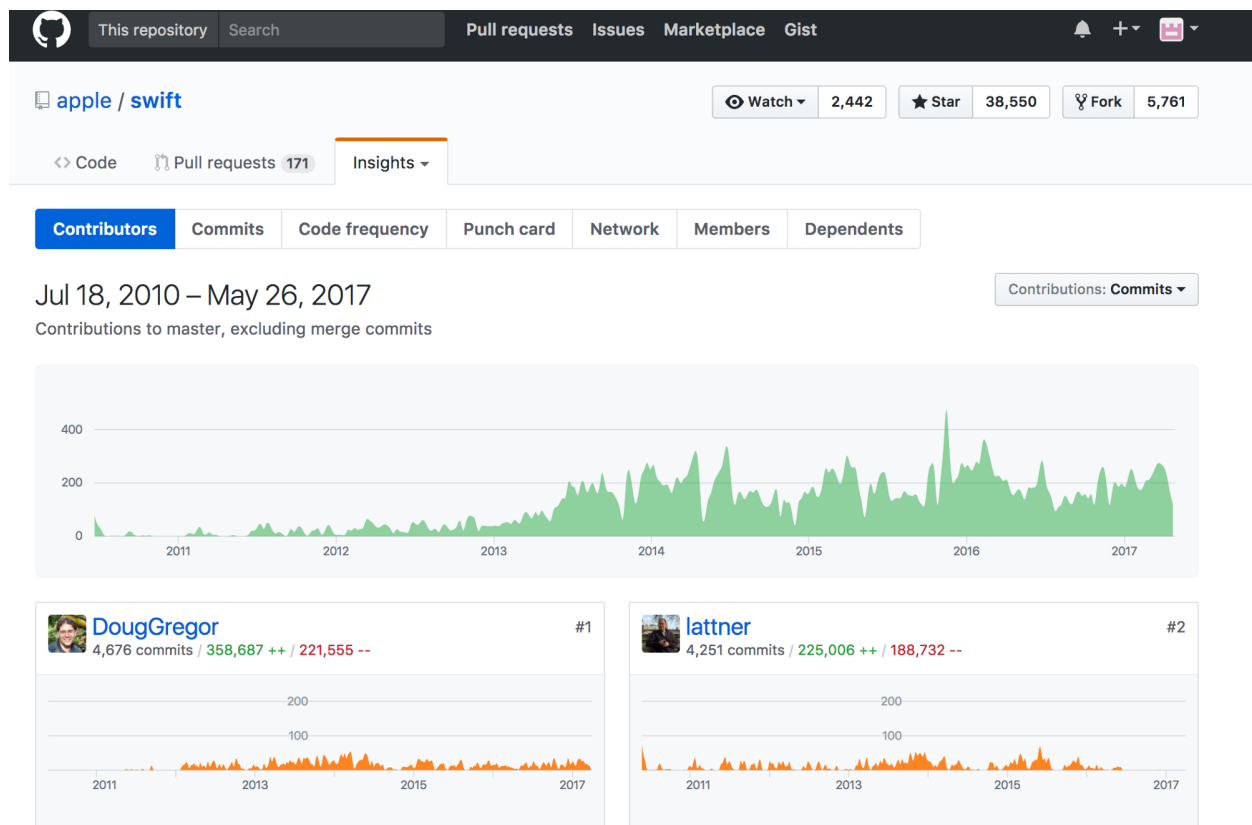 This repository Search Pull requests Issues Marketplace Gist
apple / swift
Watch 2,442 Star 38,550 Fork 5,761
Code Pull requests 171 Insights
Contributors Commits Code frequency Punch card Network Members Dependents
Jul 18, 2010 – May 26, 2017
Contributions: Commits
Contributions to master, excluding merge commits
400
200
0
2011 2012 2013 2014 2015 2016 2017
DougGregor #1
4,676 commits / 358,687 ++ / 221,555 --
200
100
2011 2013 2015 2017
lattner #2
4,251 commits / 225,006 ++ / 188,732 --
200
100
2011 2013 2015 2017